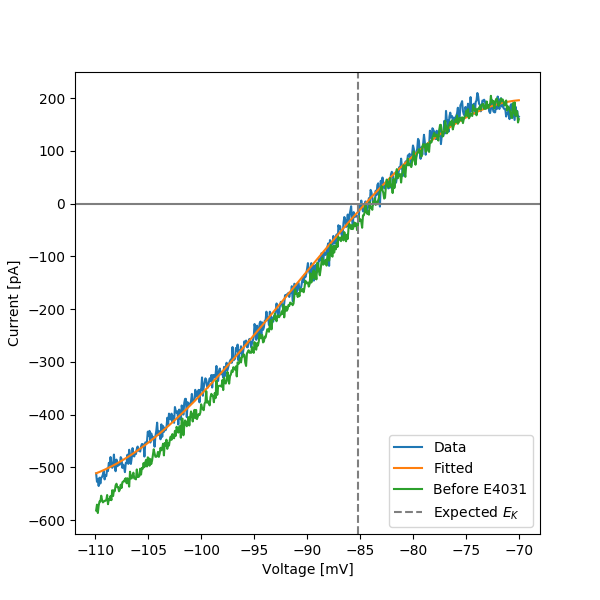 200
100
0
−100
−200
−300
−400
−500
−600
Current [pA]
−110 −105 −100 −95 −90 −85 −80 −75 −70
Voltage [mV]
Data
Fitted
Before E4031
Expected E_K